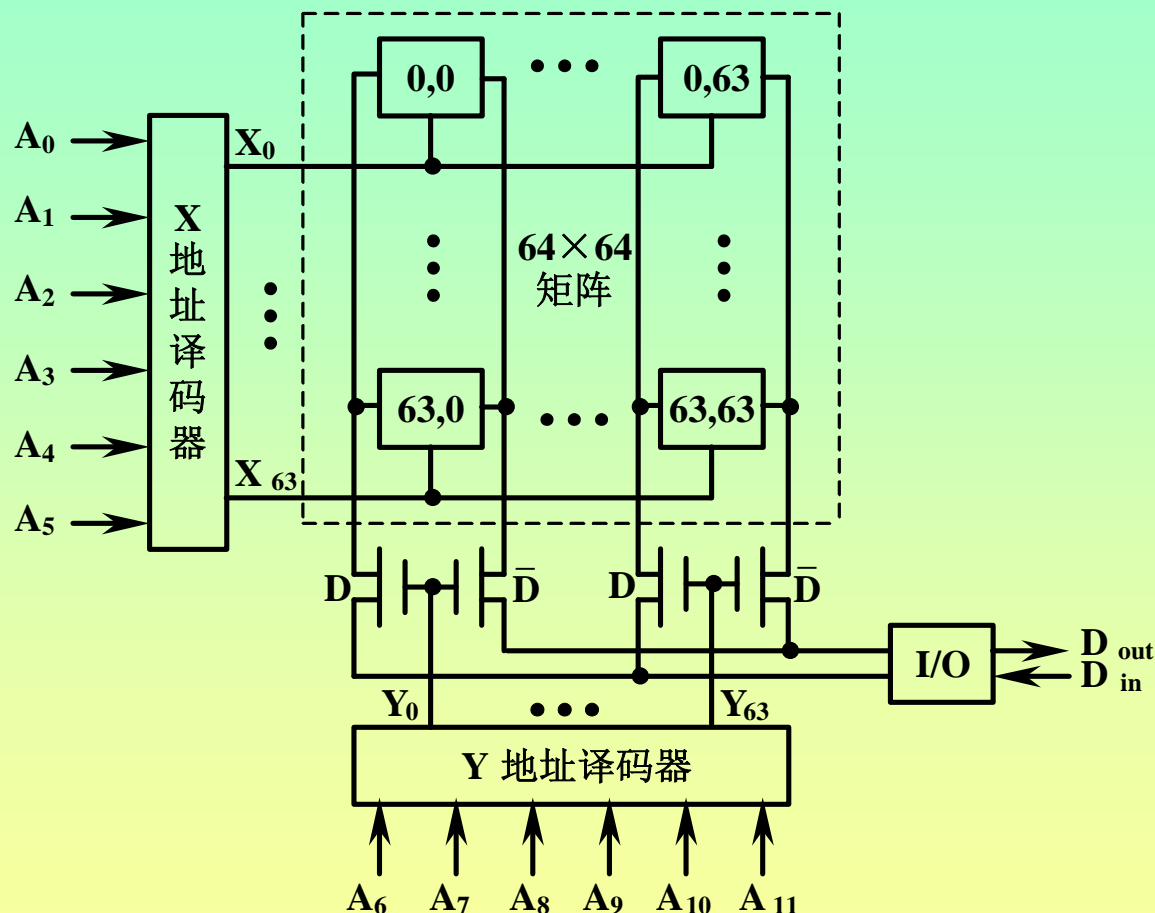 0,0
0,63
A0
X0
A1
X
地
址
译
码
器
64×64
矩阵
A2
A3
63,0
63,63
A4
X 63
A5
D
D̅
D
D̅
I/O
D out
D in
Y0
Y63
Y 地址译码器
A6 A7 A8 A9 A10 A 11